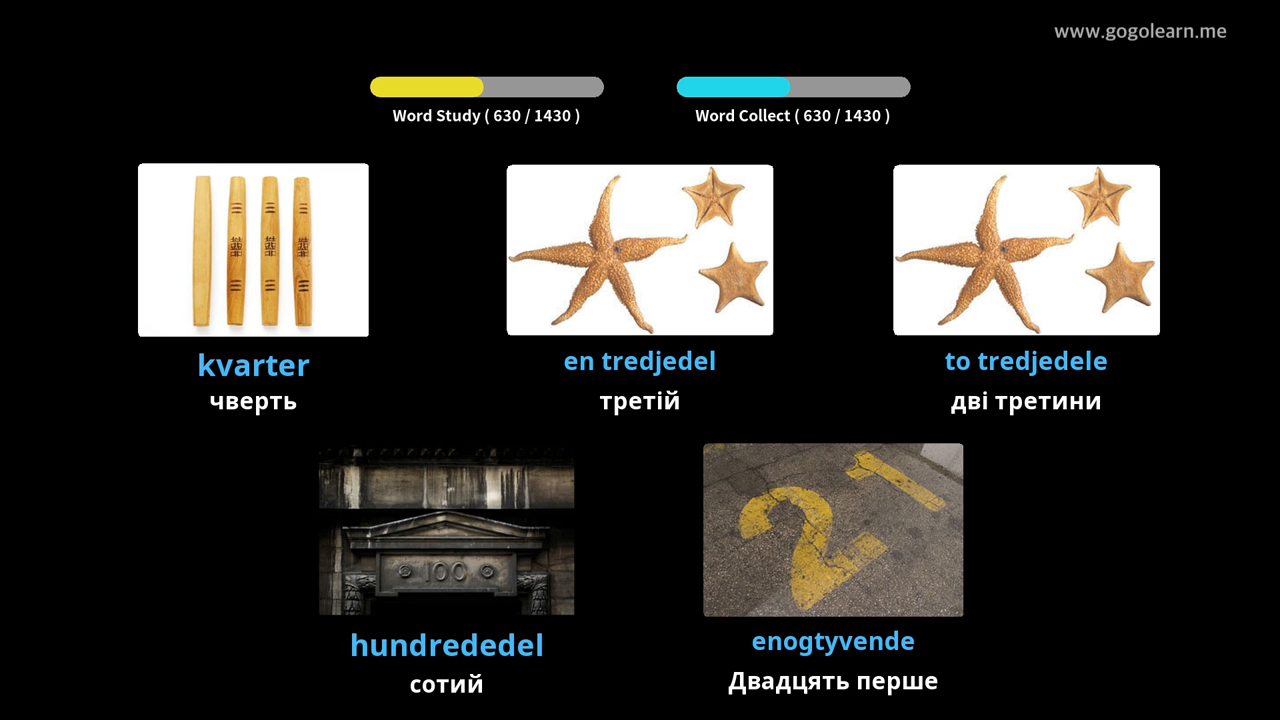 www.gogolearn.me
Word Study ( 630 / 1430 )
Word Collect ( 630 / 1430 )
kvarter
чверть
en tredjedel
третій
to tredjedele
дві третини
100
21
hundrededel
сотий
enogtyvende
Двадцять перше